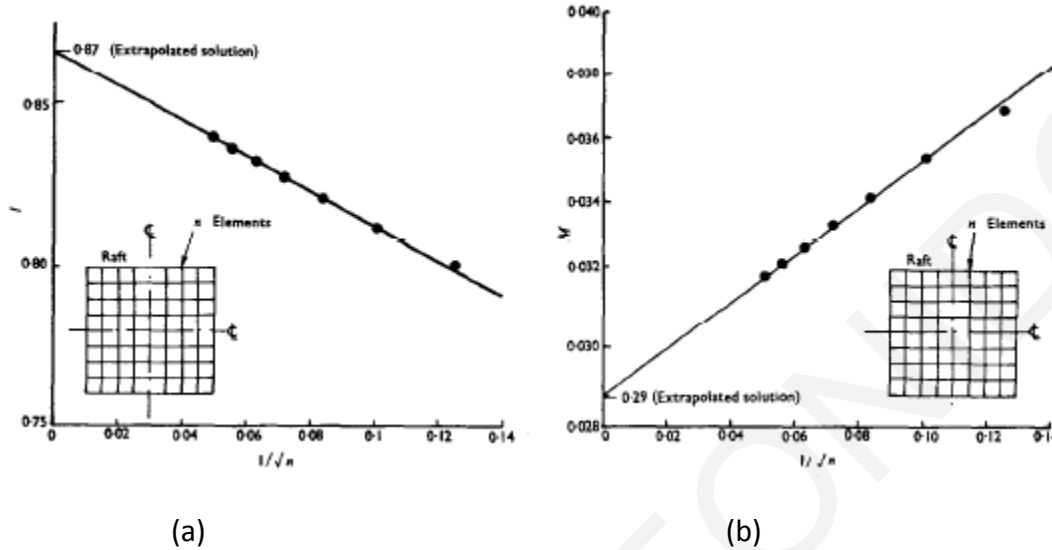 0·87 (Extrapolated solution)
0·85
I
n Elements
℄
Raft
0·80
℄
0·75
0 0·02 0·04 0·06 0·08 0·1 0·12 0·14
1/√n
(a)
0·040
0·030
0·036
0·034
M
n Elements
℄
Raft
0·032
℄
0·030
0·29 (Extrapolated solution)
0·028
0 0·02 0·04 0·06 0·08 0·10 0·12 0·14
1/√n
(b)